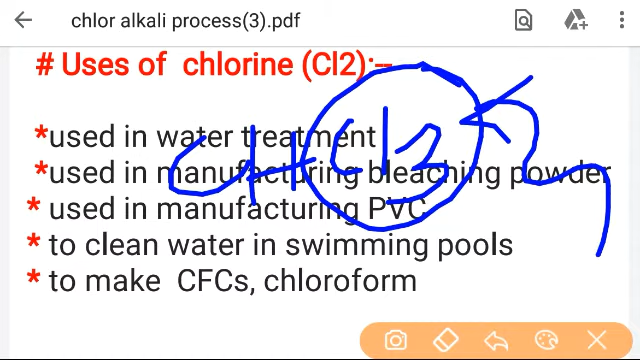 chlor alkali process(3).pdf
# Uses of chlorine (Cl2):--
*used in water treatment
*used in manufacturing bleaching powder
* used in manufacturing PVC
* to clean water in swimming pools
* to make CFCs, chloroform
CHCl3